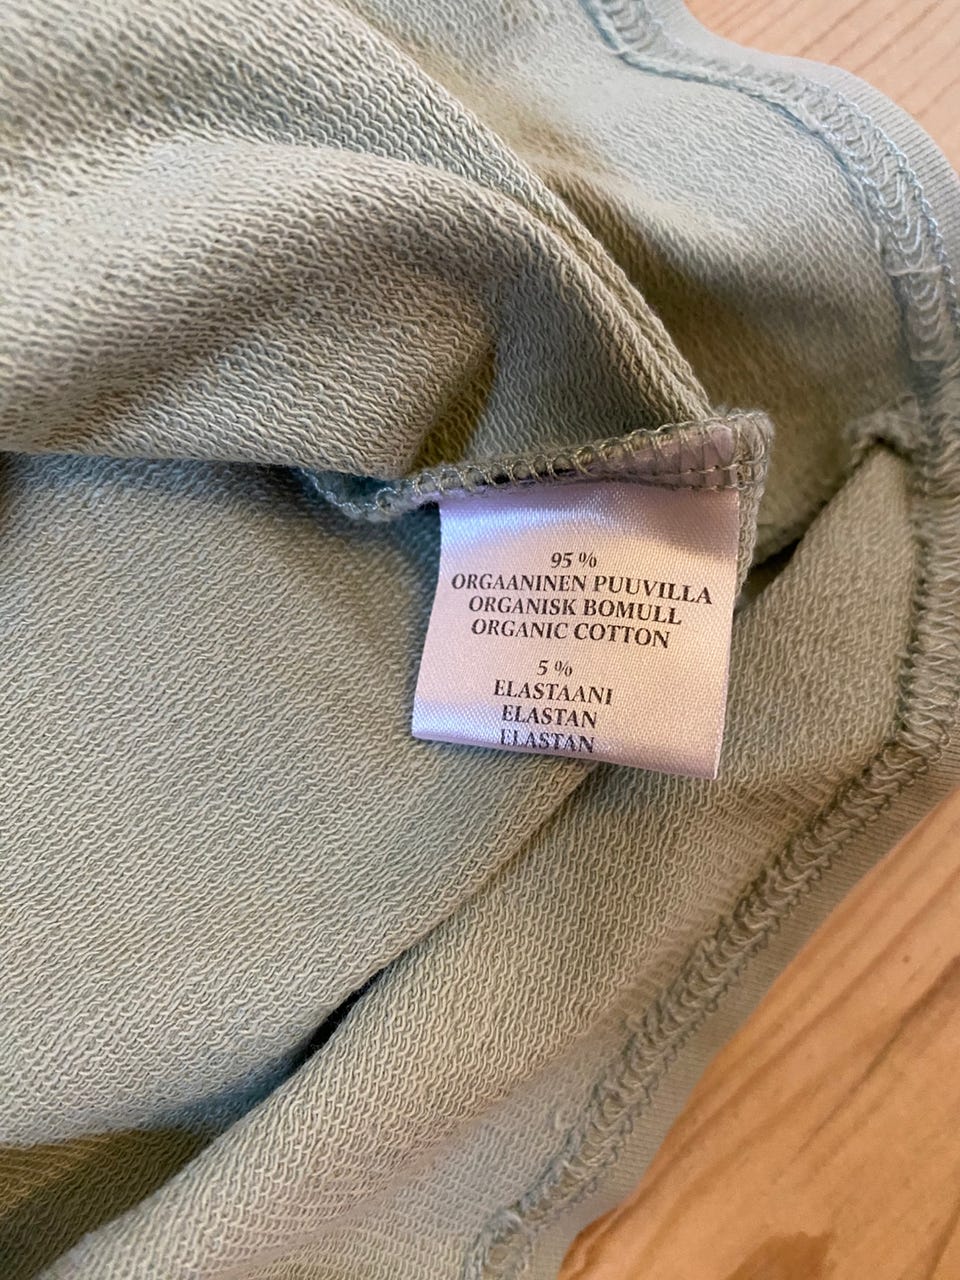 95 %
ORGAANINEN PUUVILLA
ORGANISK BOMULL
ORGANIC COTTON
5 %
ELASTAANI
ELASTAN
ELASTAN